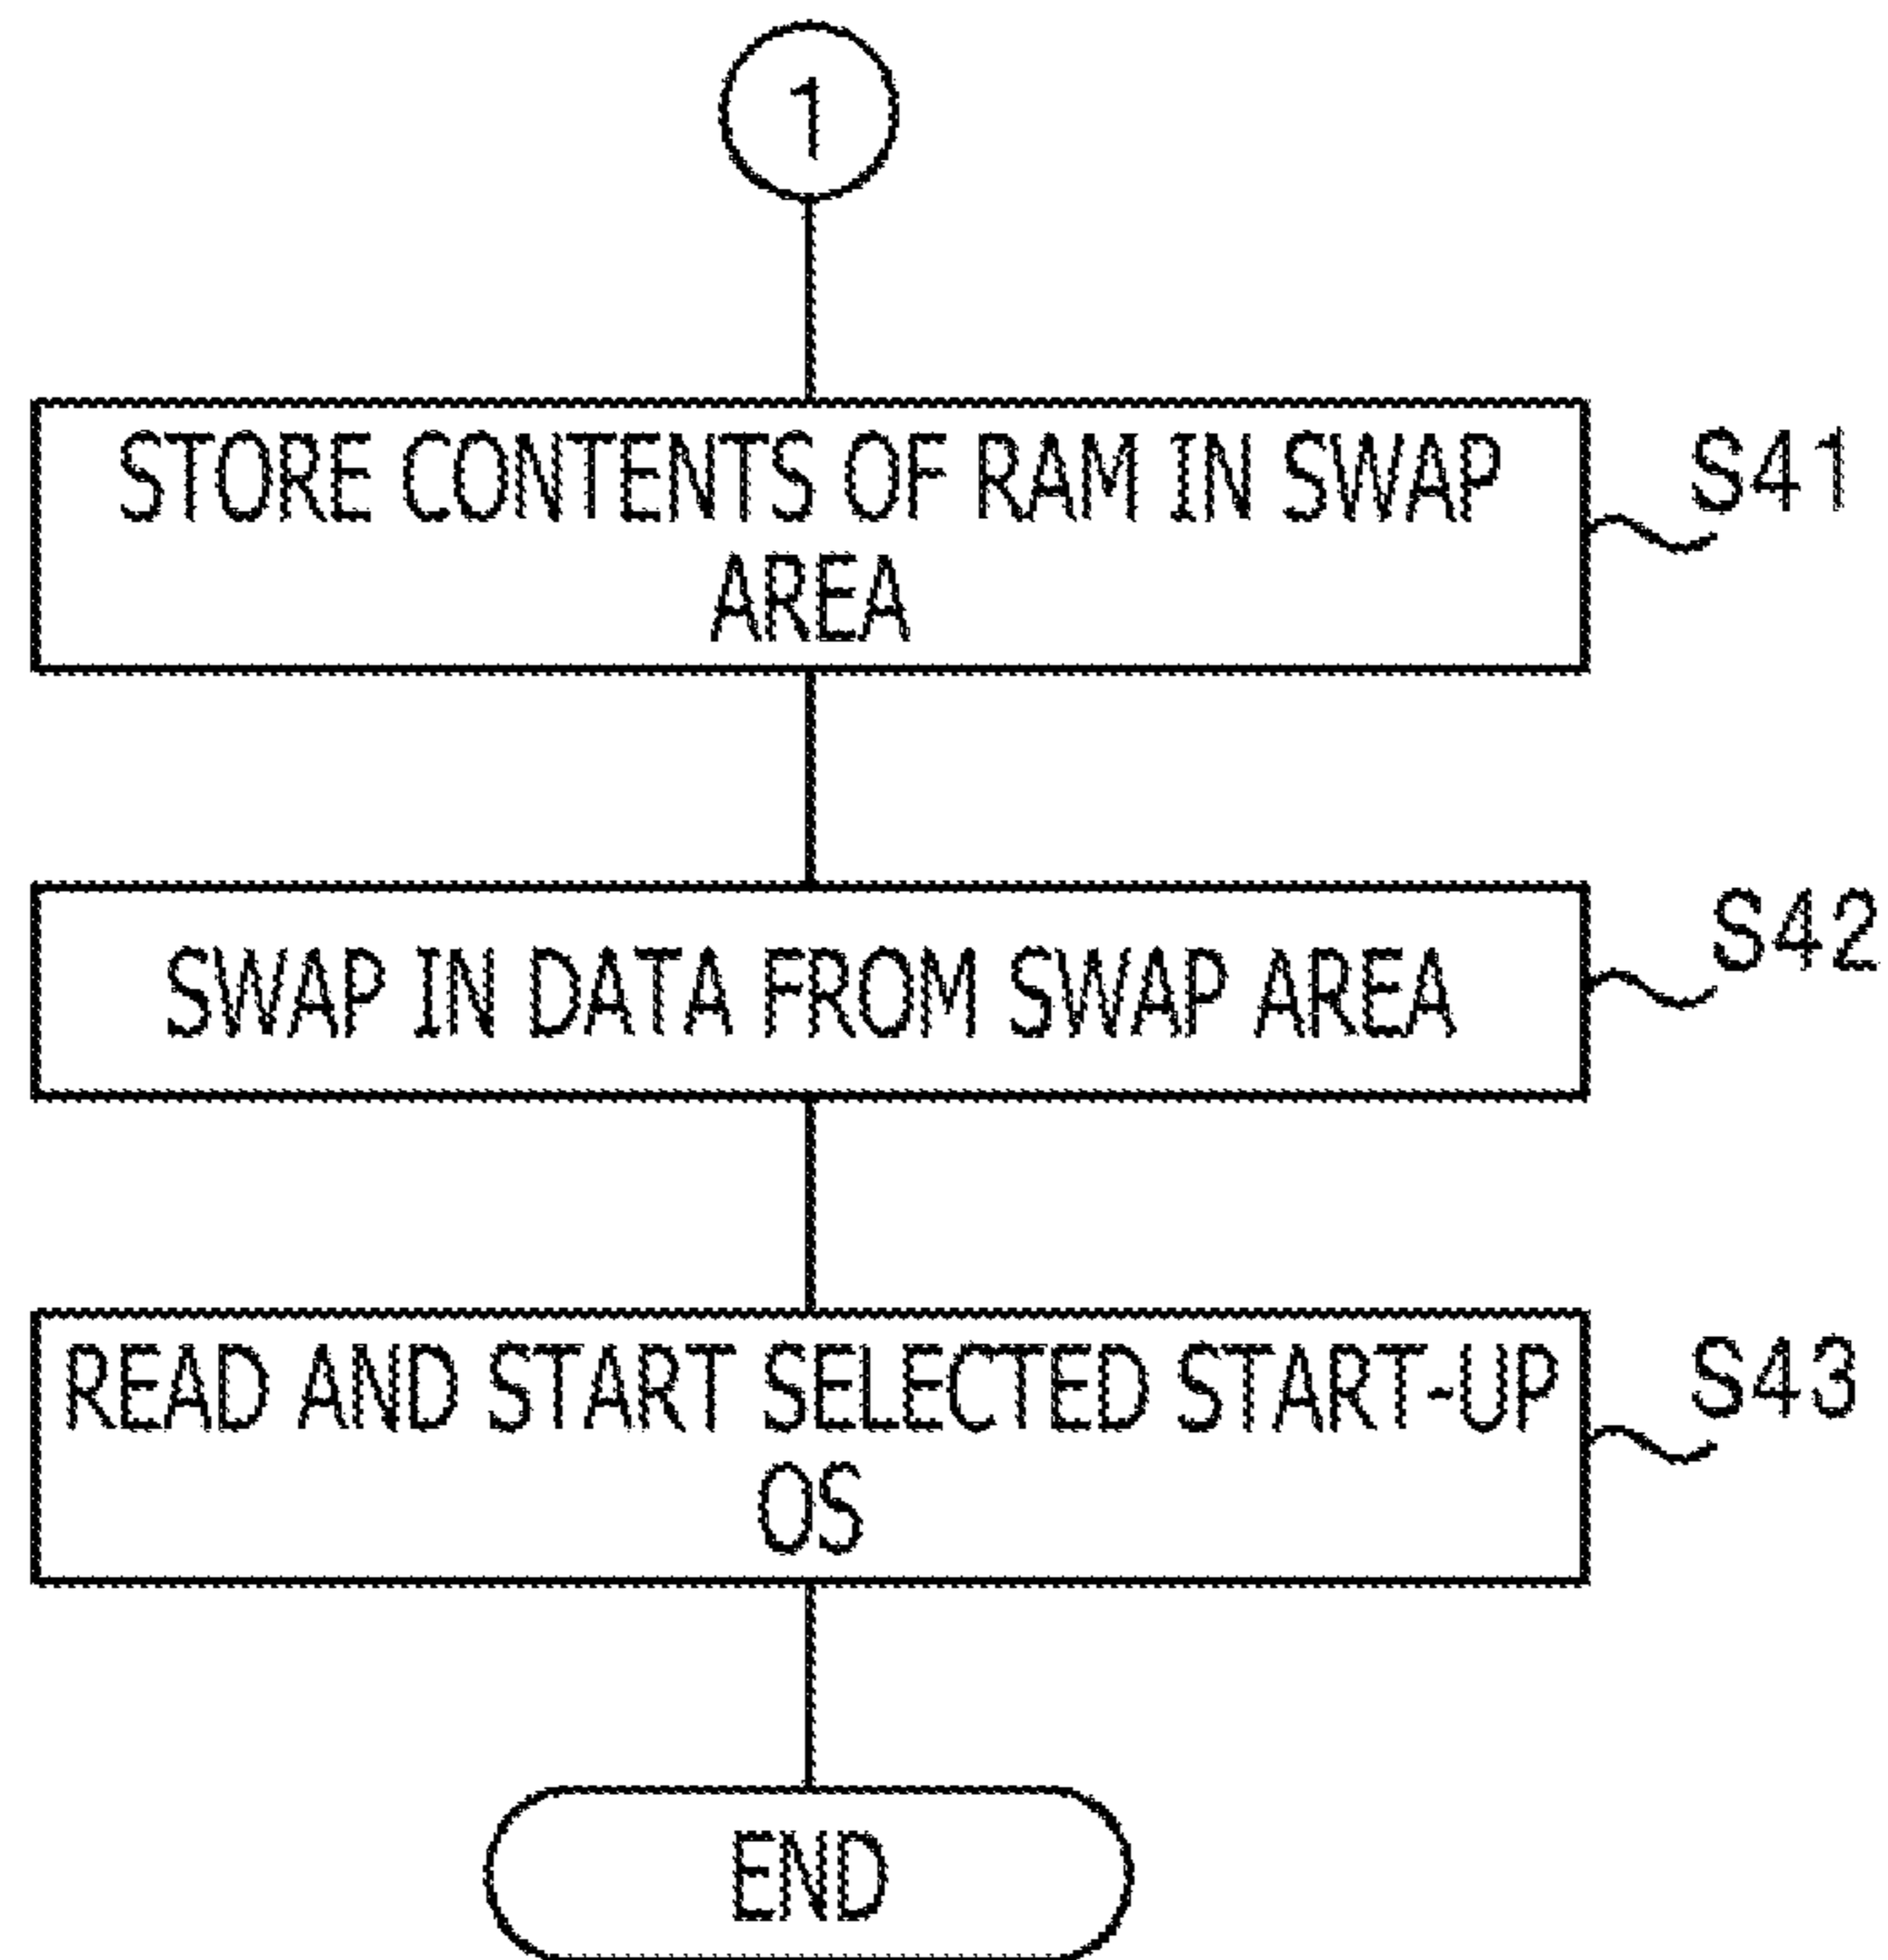 1
STORE CONTENTS OF RAM IN SWAP
AREA
S41
SWAP IN DATA FROM SWAP AREA
S42
READ AND START SELECTED START-UP
OS
S43
END